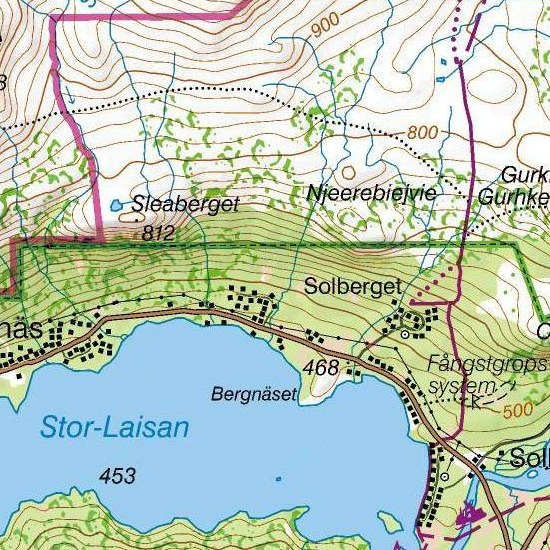 900
800
Sleaberget
812
Njeerebiejvie
Solberget
468
Fångstgrops
system
Bergnäset
500
Stor-Laisan
453